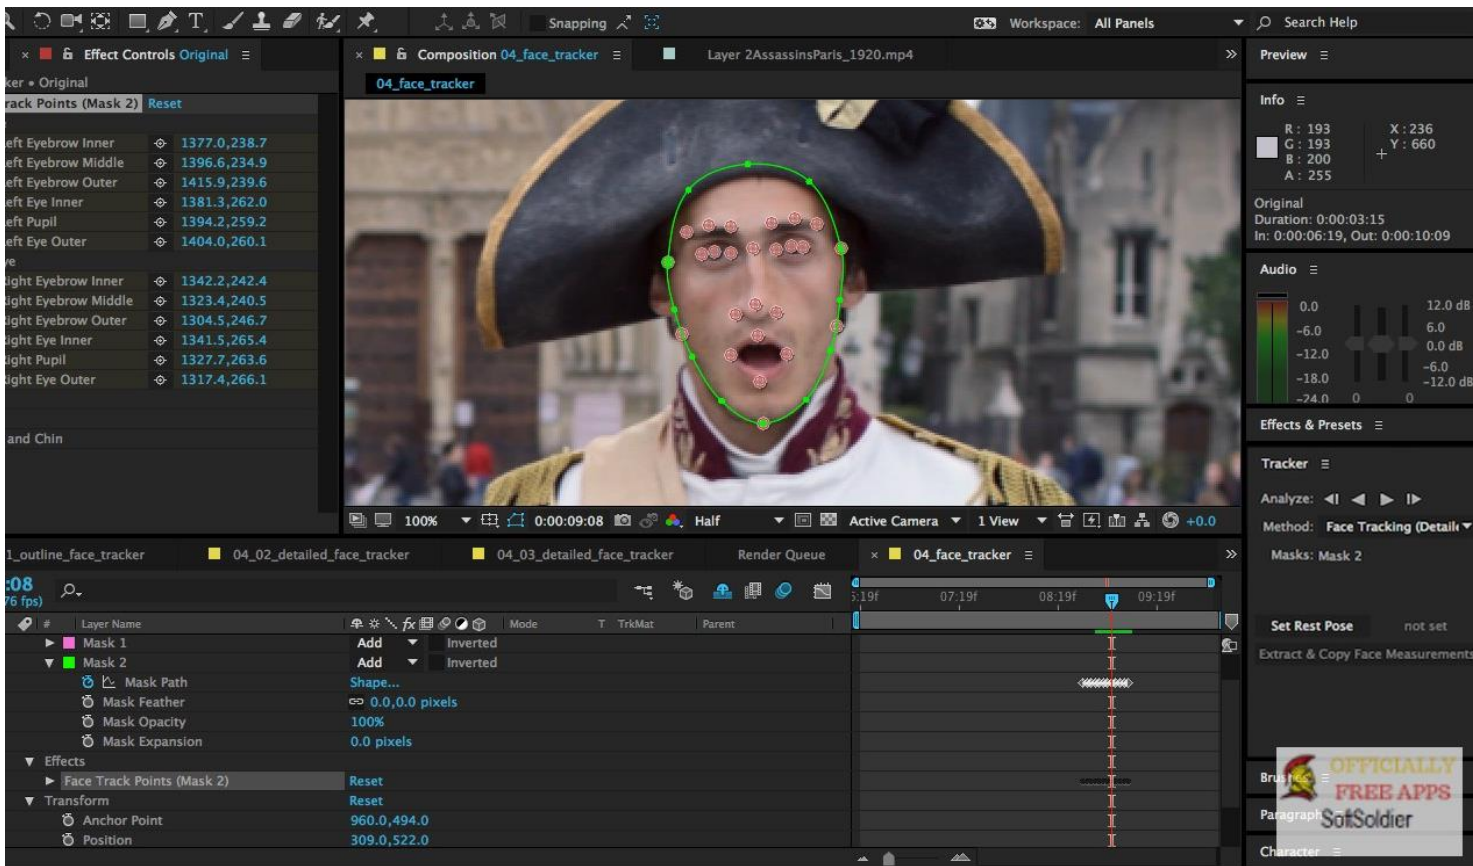 Snapping
Workspace: All Panels
Search Help
Effect Controls Original
Composition 04_face_tracker
Layer 2AssassinsParis_1920.mp4
Preview
ker • Original
04_face_tracker
rack Points (Mask 2) Reset
eft Eyebrow Inner 1377.0,238.7
eft Eyebrow Middle 1396.6,234.9
eft Eyebrow Outer 1415.9,239.6
eft Eye Inner 1381.3,262.0
eft Pupil 1394.2,259.2
eft Eye Outer 1404.0,260.1
ye
ight Eyebrow Inner 1342.2,242.4
ight Eyebrow Middle 1323.4,240.5
ight Eyebrow Outer 1304.5,246.7
ight Eye Inner 1341.5,265.4
ight Pupil 1327.7,263.6
ight Eye Outer 1317.4,266.1
and Chin
Info
R: 193 X: 236
G: 193 Y: 660
B: 200
A: 255
Original
Duration: 0:00:03:15
In: 0:00:06:19, Out: 0:00:10:09
Audio
0.0 12.0 dB
-6.0 6.0
0.0 dB
-12.0
-6.0
-18.0 -12.0 dB
-24.0 0 0
Effects & Presets
Tracker
Analyze:
Method: Face Tracking (Detaile
Masks: Mask 2
Set Rest Pose not set
Extract & Copy Face Measurements
100% 0:00:09:08 Half Active Camera 1 View +0.0
1_outline_face_tracker 04_02_detailed_face_tracker 04_03_detailed_face_tracker Render Queue 04_face_tracker
:08
76 fps)
5:19f 07:19f 08:19f 09:19f
# Layer Name Mode T TrkMat Parent
Mask 1 Add Inverted
Mask 2 Add Inverted
Mask Path Shape...
Mask Feather 0.0,0.0 pixels
Mask Opacity 100%
Mask Expansion 0.0 pixels
Effects
Face Track Points (Mask 2) Reset
Transform Reset
Anchor Point 960.0,494.0
Position 309.0,522.0
Brushes
Paragraph
Character
OFFICIALLY
FREE APPS
SoftSoldier